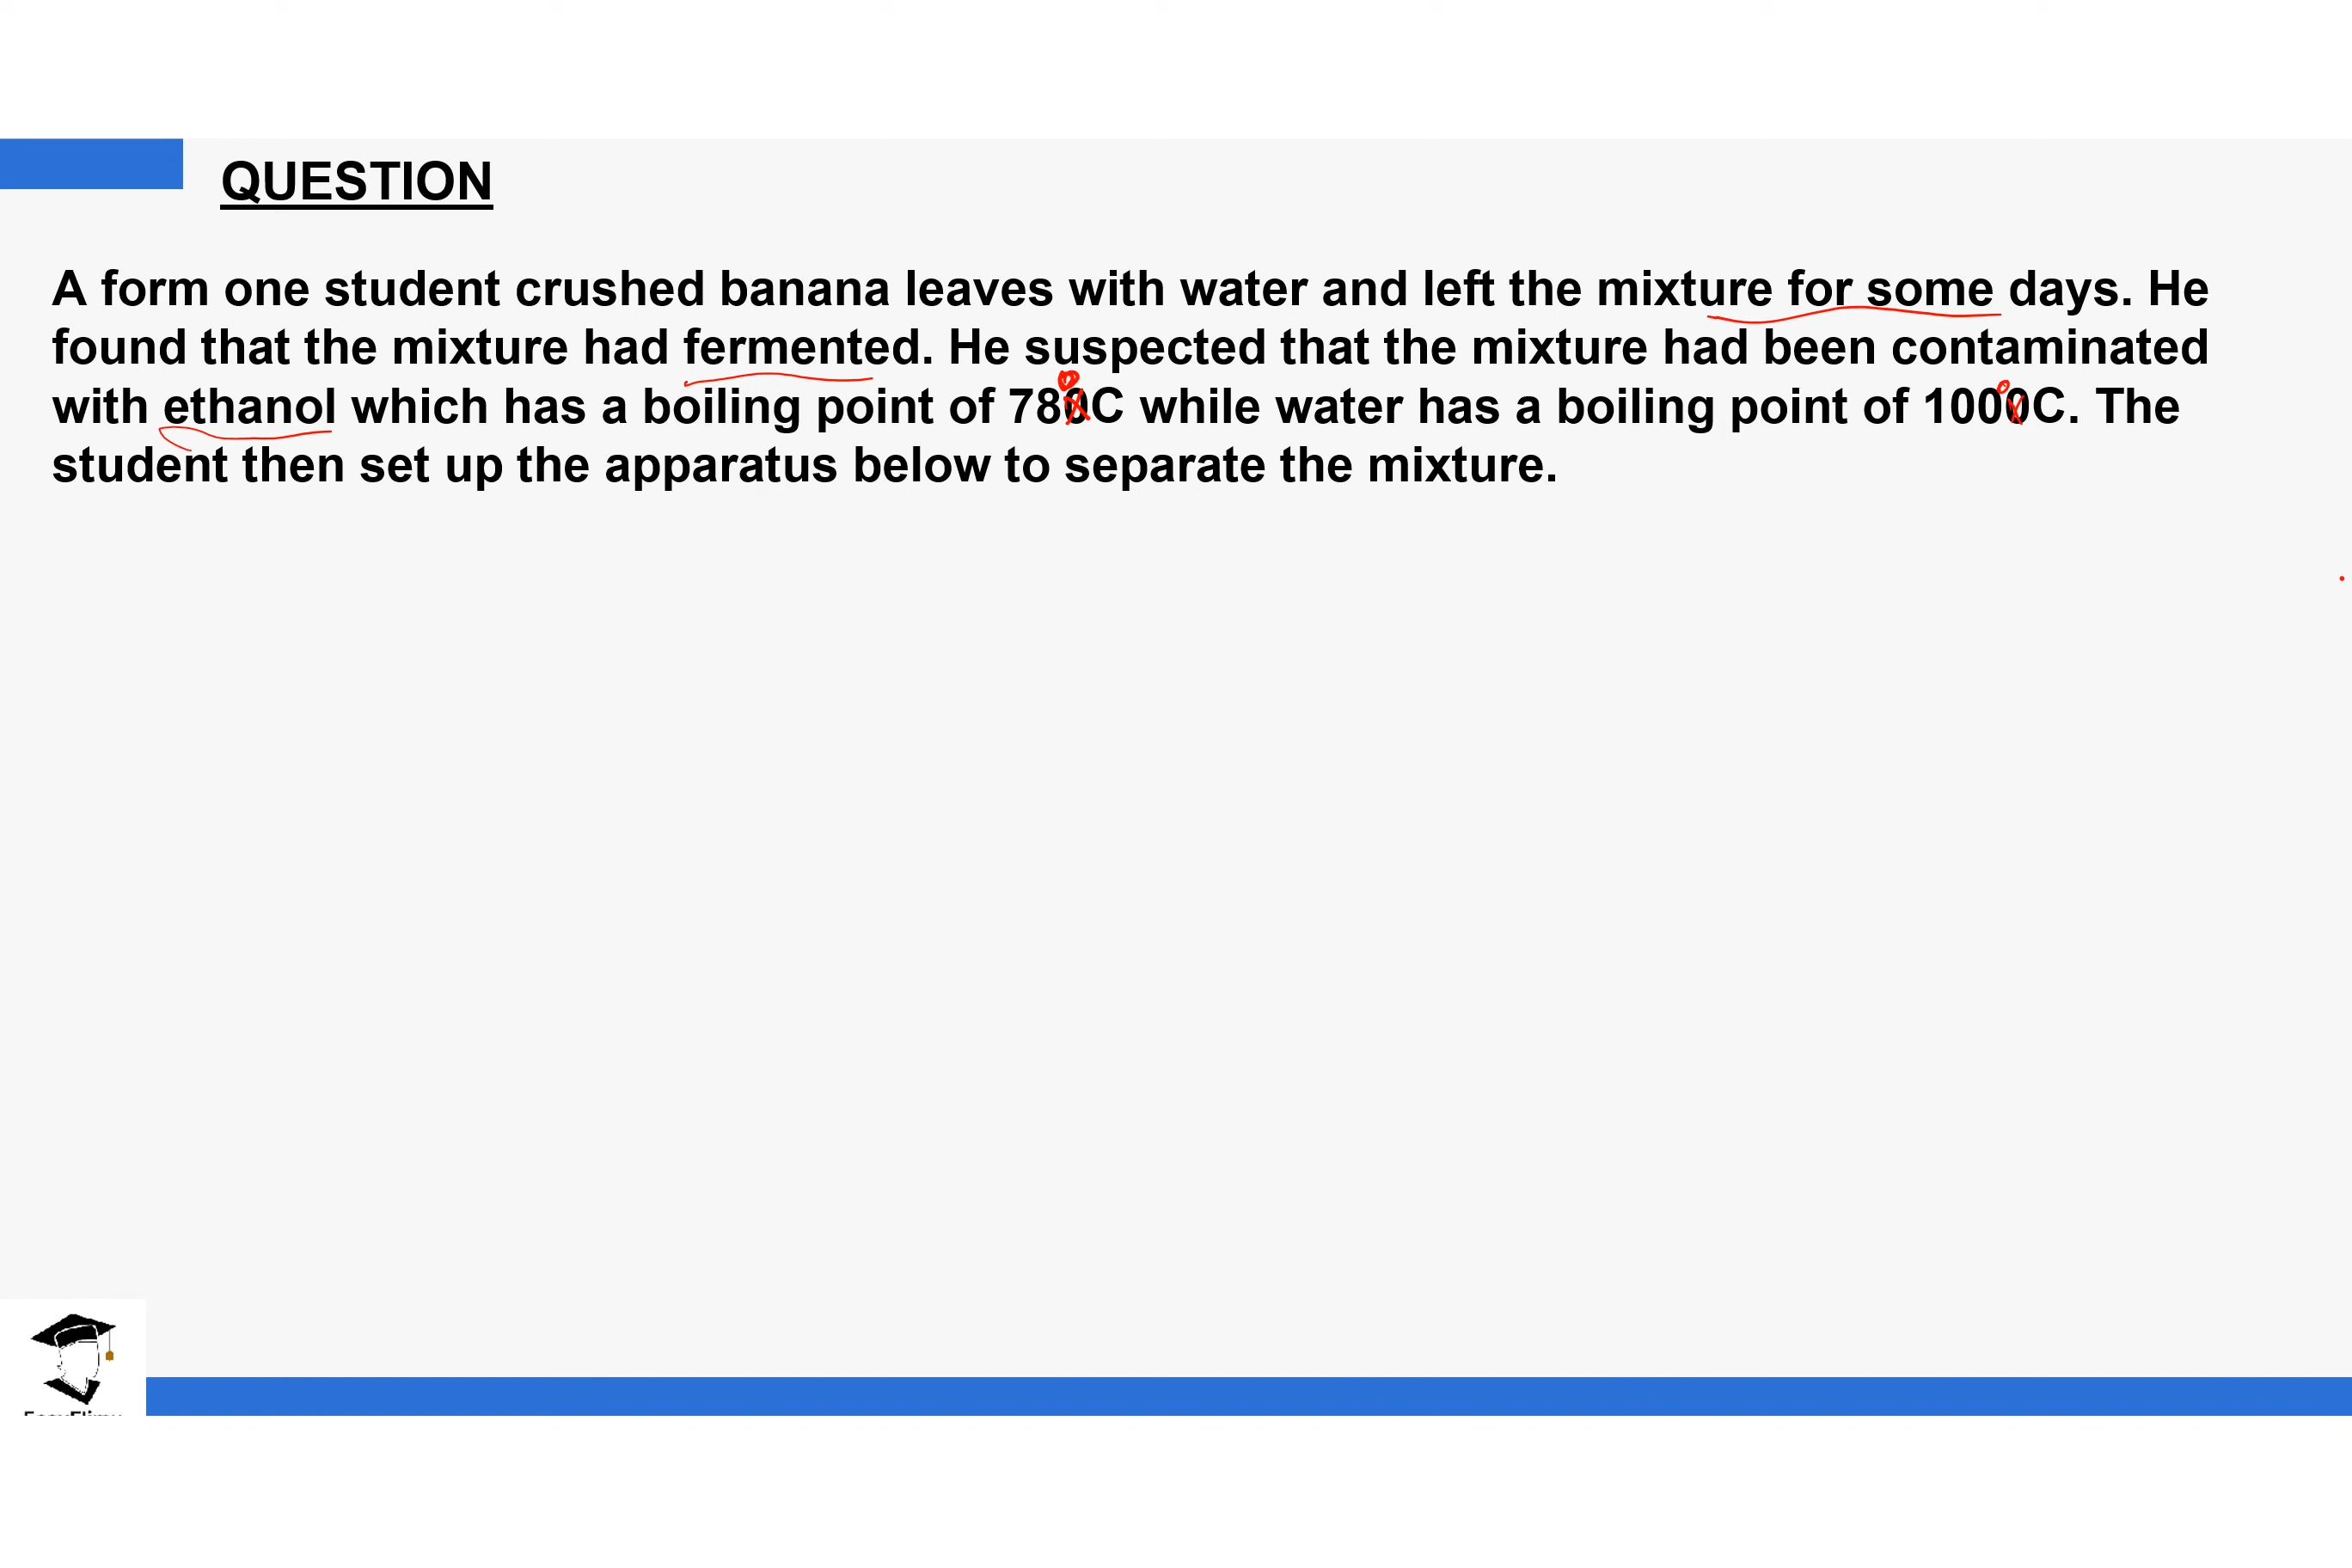 QUESTION
A form one student crushed banana leaves with water and left the mixture for some days. He
found that the mixture had fermented. He suspected that the mixture had been contaminated
with ethanol which has a boiling point of 78⁰C while water has a boiling point of 100⁰C. The
student then set up the apparatus below to separate the mixture.